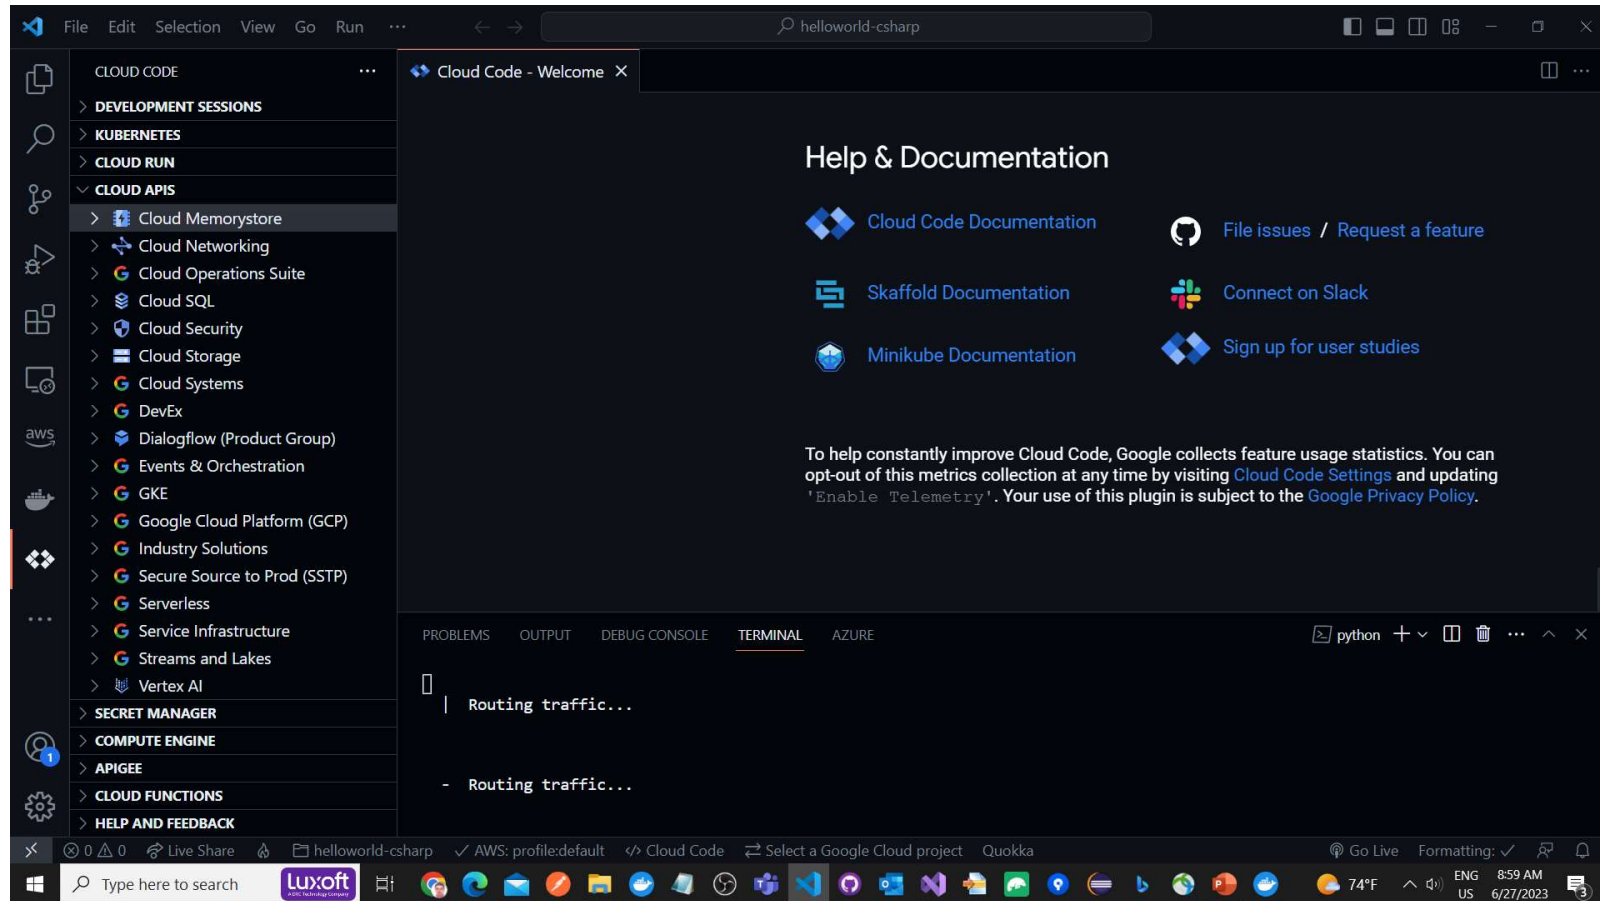 File Edit Selection View Go Run ··· helloworld-csharp
CLOUD CODE ···
DEVELOPMENT SESSIONS
KUBERNETES
CLOUD RUN
CLOUD APIS
Cloud Memorystore
Cloud Networking
Cloud Operations Suite
Cloud SQL
Cloud Security
Cloud Storage
Cloud Systems
DevEx
Dialogflow (Product Group)
Events & Orchestration
GKE
Google Cloud Platform (GCP)
Industry Solutions
Secure Source to Prod (SSTP)
Serverless
Service Infrastructure
Streams and Lakes
Vertex AI
SECRET MANAGER
COMPUTE ENGINE
APIGEE
CLOUD FUNCTIONS
HELP AND FEEDBACK
aws
1
Cloud Code - Welcome
Help & Documentation
Cloud Code Documentation
File issues / Request a feature
Skaffold Documentation
Connect on Slack
Minikube Documentation
Sign up for user studies
To help constantly improve Cloud Code, Google collects feature usage statistics. You can
opt-out of this metrics collection at any time by visiting Cloud Code Settings and updating
'Enable Telemetry'. Your use of this plugin is subject to the Google Privacy Policy.
PROBLEMS OUTPUT DEBUG CONSOLE TERMINAL AZURE python
| Routing traffic...
- Routing traffic...
0 0 Live Share helloworld-csharp AWS: profile:default Cloud Code Select a Google Cloud project Quokka Go Live Formatting: ✓
Type here to search
LUXOFT
A DXC Technology Company
74°F
ENG
US
8:59 AM
6/27/2023
3